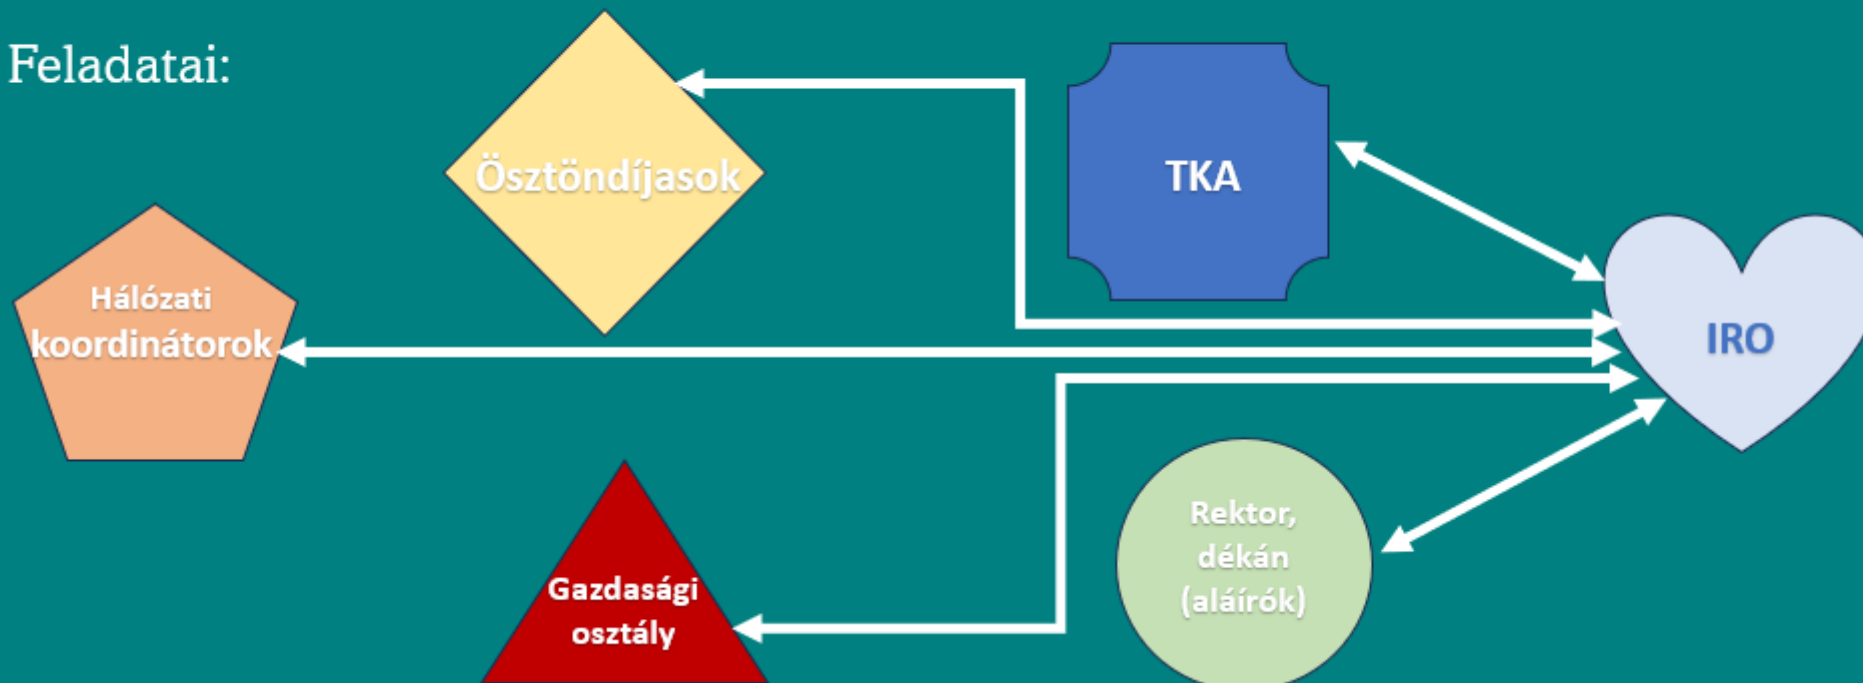 Feladatai:
Ösztöndíjasok
TKA
Hálózati
koordinátorok
IRO
Gazdasági
osztály
Rektor,
dékán
(aláírók)